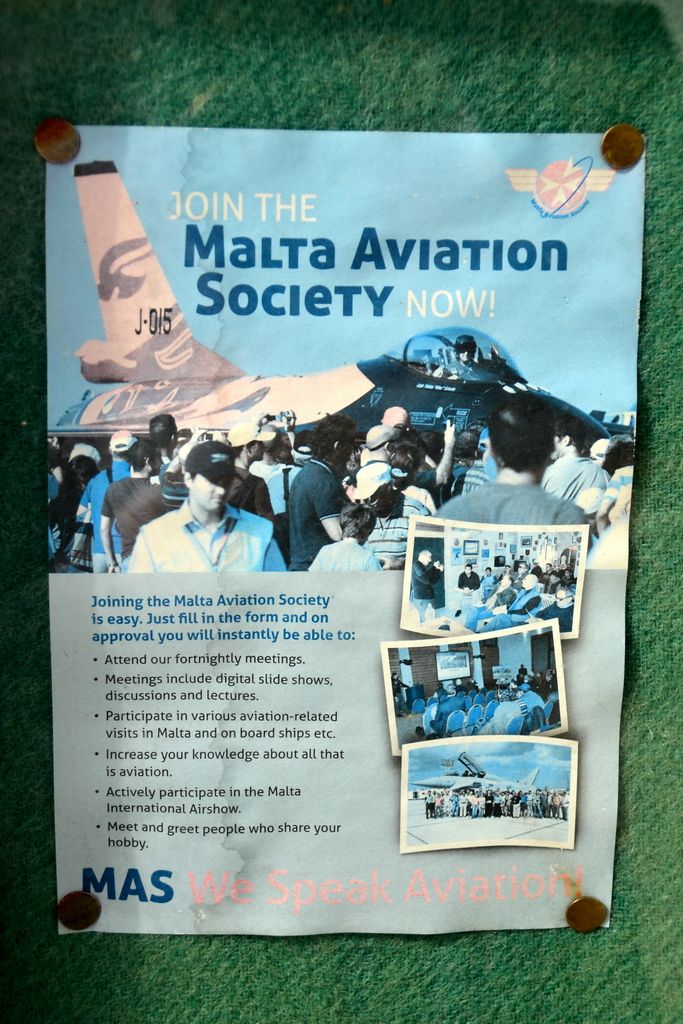 JOIN THE
Malta Aviation
Society NOW!
Malta Aviation Society
J-015
Joining the Malta Aviation Society
is easy. Just fill in the form and on
approval you will instantly be able to:
• Attend our fortnightly meetings.
• Meetings include digital slide shows,
discussions and lectures.
• Participate in various aviation-related
visits in Malta and on board ships etc.
• Increase your knowledge about all that
is aviation.
• Actively participate in the Malta
International Airshow.
• Meet and greet people who share your
hobby.
MAS We Speak Aviation!